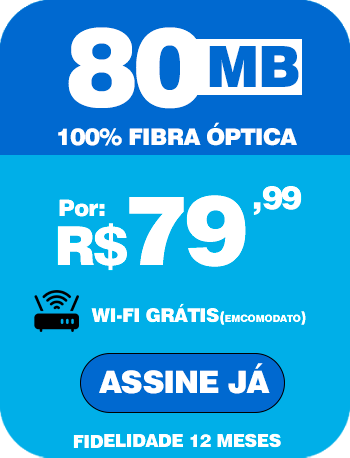 80 MB
100% FIBRA ÓPTICA
Por:
R$79,99
WI-FI GRÁTIS(EMCOMODATO)
ASSINE JÁ
FIDELIDADE 12 MESES